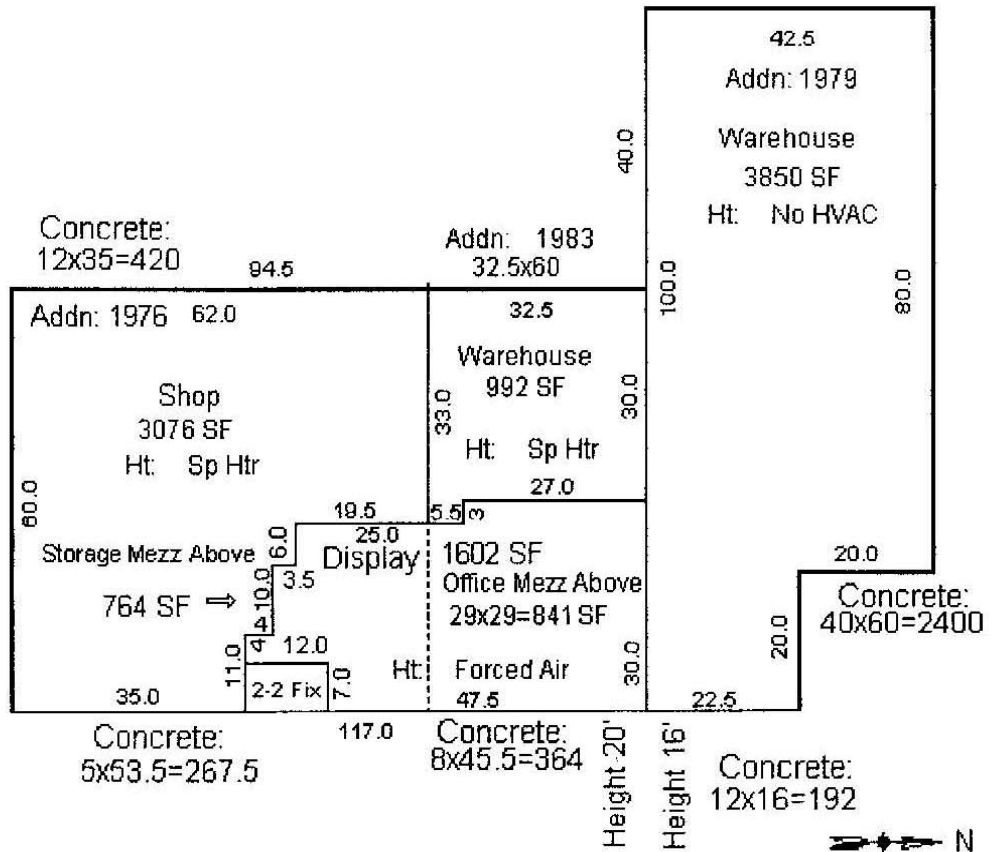 42.5
Addn: 1979
Warehouse
3850 SF
Ht: No HVAC
40.0
100.0
80.0
Concrete:
12x35=420
94.5
Addn: 1983
32.5x60
Addn: 1976
62.0
32.5
Shop
3076 SF
Ht: Sp Htr
Warehouse
992 SF
33.0
30.0
Ht: Sp Htr
60.0
27.0
19.5
5.5
3
25.0
6.0
Storage Mezz Above
Display
1602 SF
3.5
Office Mezz Above
29x29=841 SF
764 SF ⇨
10.0
4
4
11.0
12.0
2-2 Fix
7.0
Ht: Forced Air
30.0
20.0
Concrete:
40x60=2400
20.0
35.0
47.5
22.5
117.0
Concrete:
5x53.5=267.5
Concrete:
8x45.5=364
Height 20'
Height 16'
Concrete:
12x16=192
N